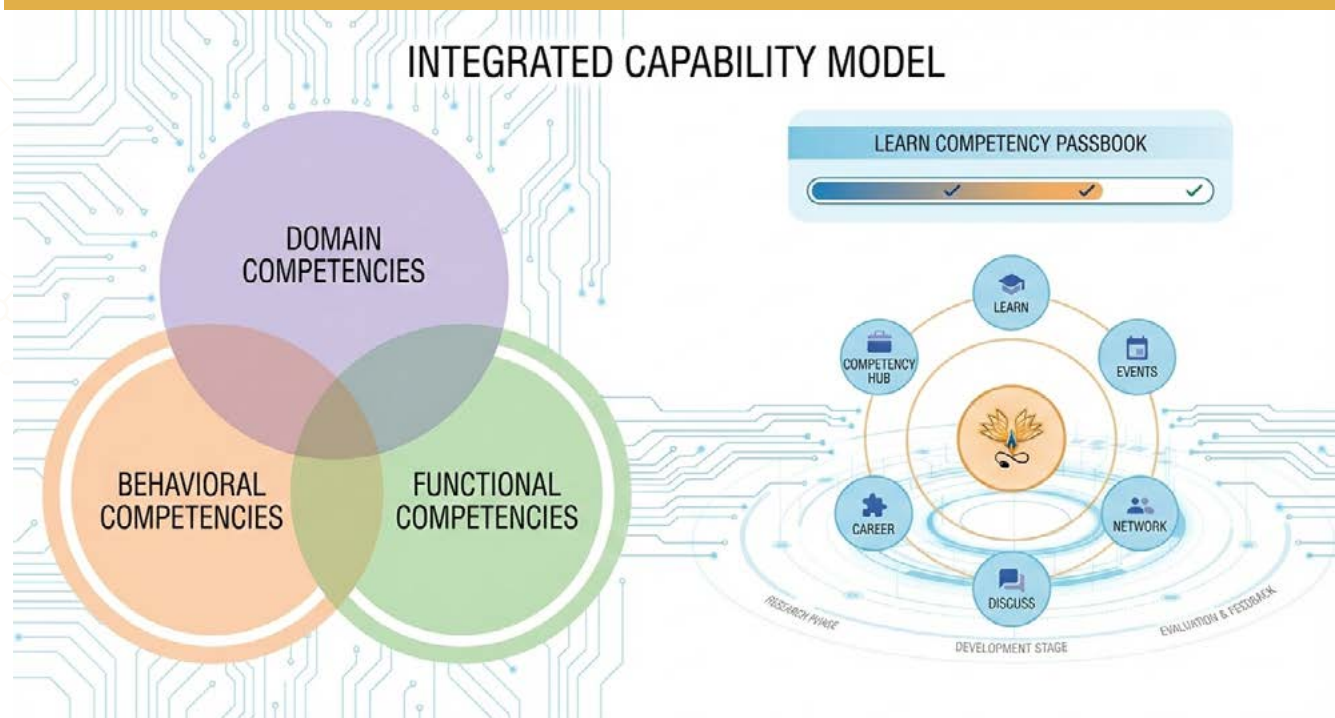 INTEGRATED CAPABILITY MODEL
DOMAIN
COMPETENCIES
BEHAVIORAL
COMPETENCIES
FUNCTIONAL
COMPETENCIES
LEARN COMPETENCY PASSBOOK
LEARN
COMPETENCY
HUB
EVENTS
CAREER
NETWORK
DISCUSS
RESEARCH PHASE
DEVELOPMENT STAGE
EVALUATION & FEEDBACK